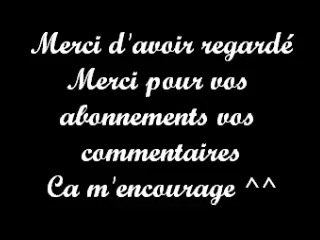 Merci d'avoir regardé
Merci pour vos
abonnements vos
commentaires
Ca m'encourage ^^